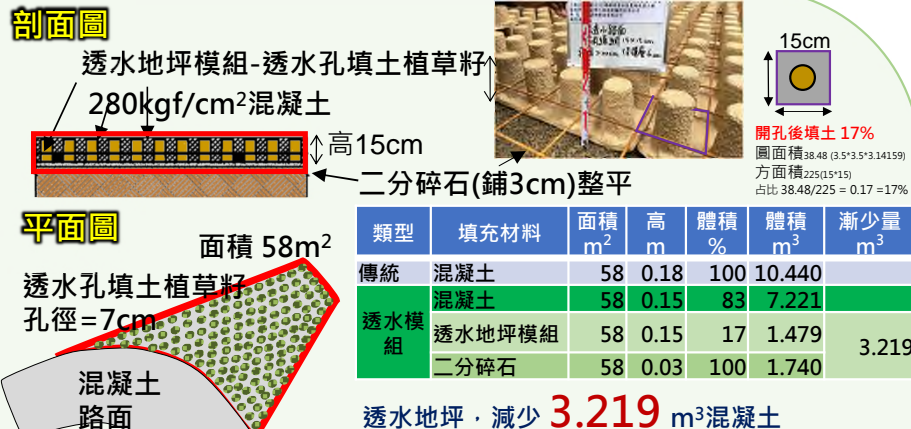 剖面圖
透水地坪模組-透水孔填土植草籽
280kgf/cm2混凝土
高15cm
二分碎石(鋪3cm)整平
15cm
開孔後填土 17%
圓面積38.48 (3.5*3.5*3.14159)
方面積225(15*15)
占比 38.48/225 = 0.17 =17%
平面圖
面積 58m2
透水孔填土植草籽
孔徑=7cm
混凝土
路面
類型 填充材料 面積 m2 高 m 體積 % 體積 m3 漸少量 m3
傳統 混凝土 58 0.18 100 10.440
透水模組 混凝土 58 0.15 83 7.221
透水地坪模組 58 0.15 17 1.479 3.219
二分碎石 58 0.03 100 1.740
透水地坪，減少 3.219 m3混凝土